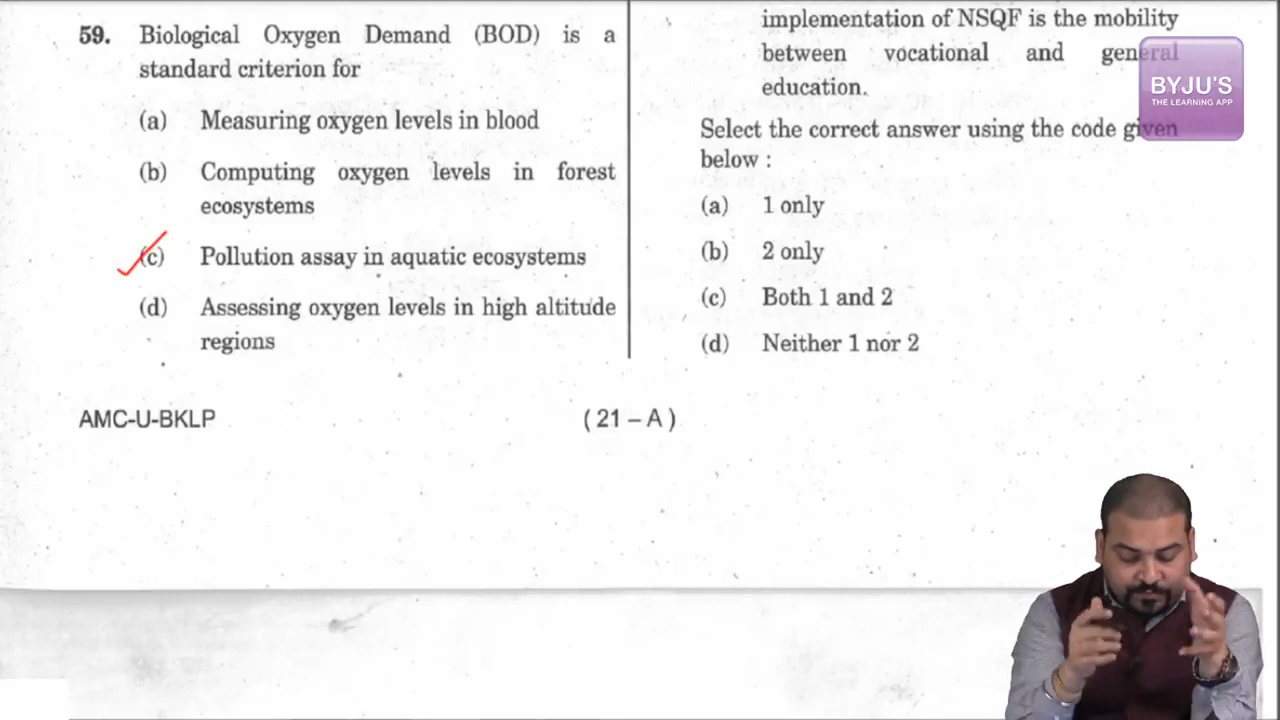 59. Biological Oxygen Demand (BOD) is a
standard criterion for
(a) Measuring oxygen levels in blood
(b) Computing oxygen levels in forest
ecosystems
(c) Pollution assay in aquatic ecosystems
(d) Assessing oxygen levels in high altitude
regions
implementation of NSQF is the mobility
between vocational and general
education.
Select the correct answer using the code given
below :
(a) 1 only
(b) 2 only
(c) Both 1 and 2
(d) Neither 1 nor 2
AMC-U-BKLP
( 21 – A )
BYJU'S
THE LEARNING APP